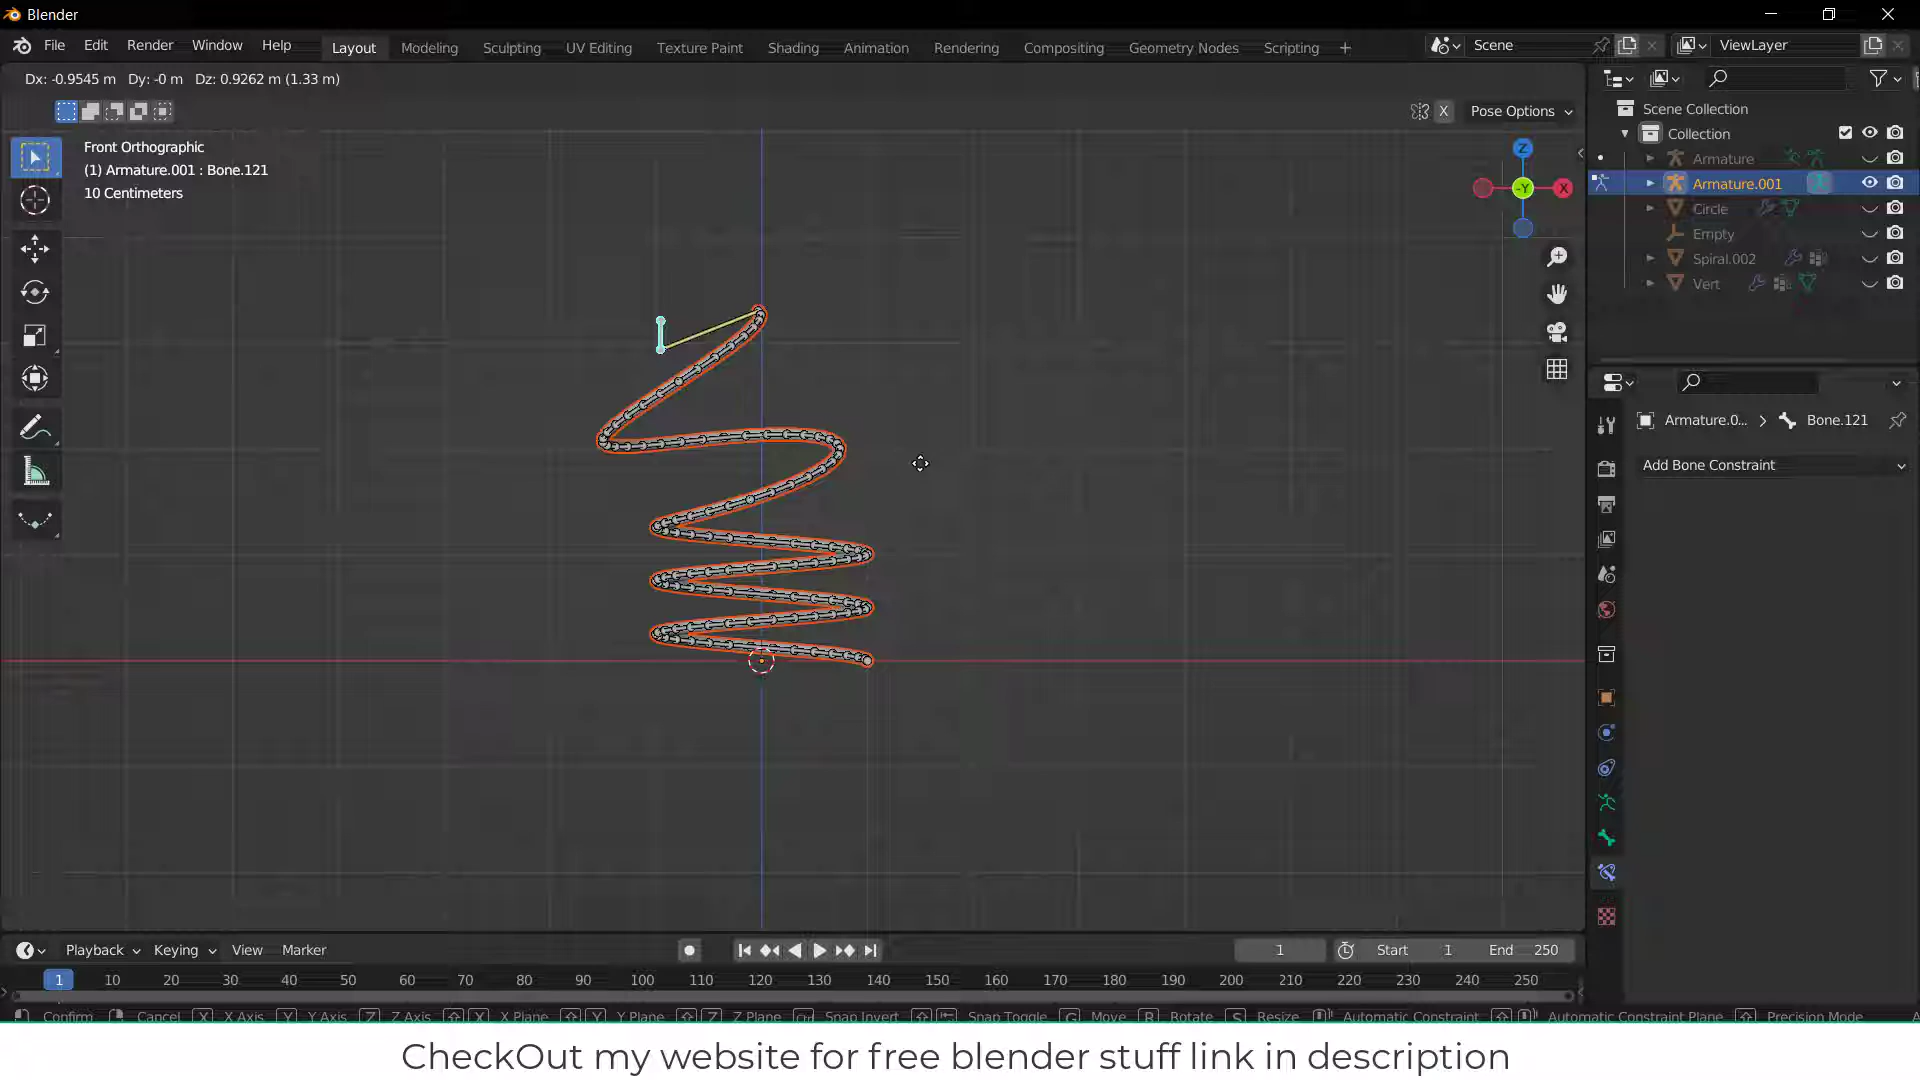 Blender
File Edit Render Window Help Layout Modeling Sculpting UV Editing Texture Paint Shading Animation Rendering Compositing Geometry Nodes Scripting + Scene ViewLayer
Dx: -0.9545 m Dy: -0 m Dz: 0.9262 m (1.33 m)
X Pose Options
Scene Collection
Collection
Armature
Armature.001
Circle
Empty
Spiral.002
Vert
Front Orthographic
(1) Armature.001 : Bone.121
10 Centimeters
Z
-Y X
Armature.0... > Bone.121
Add Bone Constraint
Playback Keying View Marker 1 Start 1 End 250
1 10 20 30 40 50 60 70 80 90 100 110 120 130 140 150 160 170 180 190 200 210 220 230 240 250
Confirm Cancel X X Axis Y Y Axis Z Z Axis X X Plane Y Y Plane Z Z Plane Ctrl Snap Invert Snap Toggle G Move R Rotate S Resize Automatic Constraint Automatic Constraint Plane Precision Mode
CheckOut my website for free blender stuff link in description